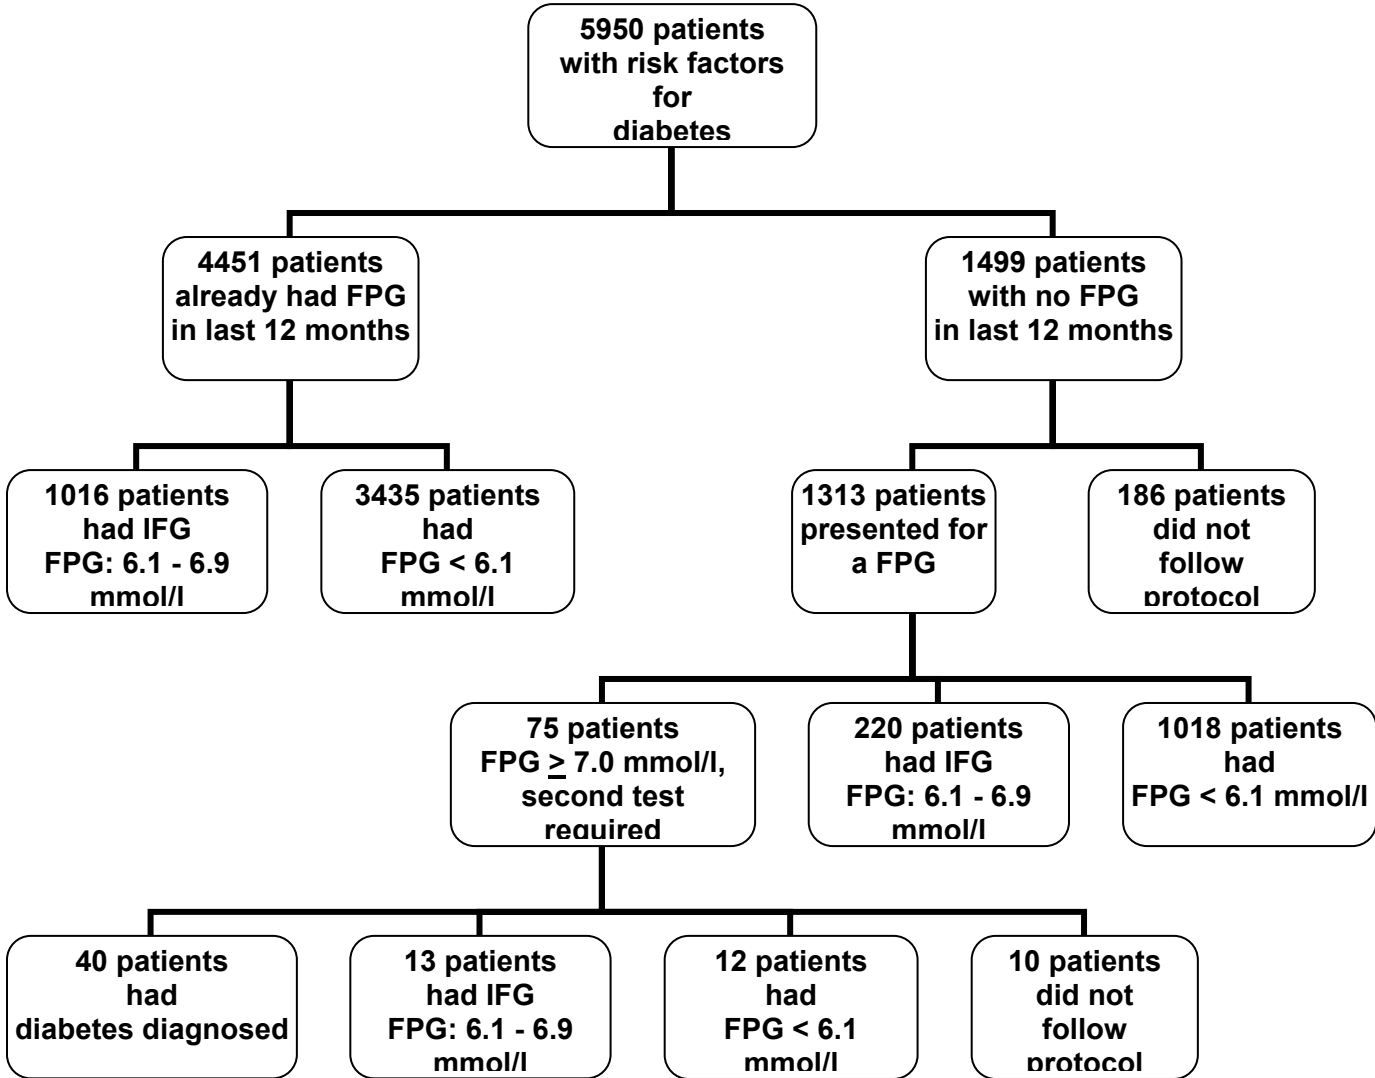 5950 patients
with risk factors
for
diabetes
4451 patients
already had FPG
in last 12 months
1499 patients
with no FPG
in last 12 months
1016 patients
had IFG
FPG: 6.1 - 6.9
mmol/l
3435 patients
had
FPG < 6.1
mmol/l
1313 patients
presented for
a FPG
186 patients
did not
follow
protocol
75 patients
FPG ≥ 7.0 mmol/l,
second test
required
220 patients
had IFG
FPG: 6.1 - 6.9
mmol/l
1018 patients
had
FPG < 6.1 mmol/l
40 patients
had
diabetes diagnosed
13 patients
had IFG
FPG: 6.1 - 6.9
mmol/l
12 patients
had
FPG < 6.1
mmol/l
10 patients
did not
follow
protocol